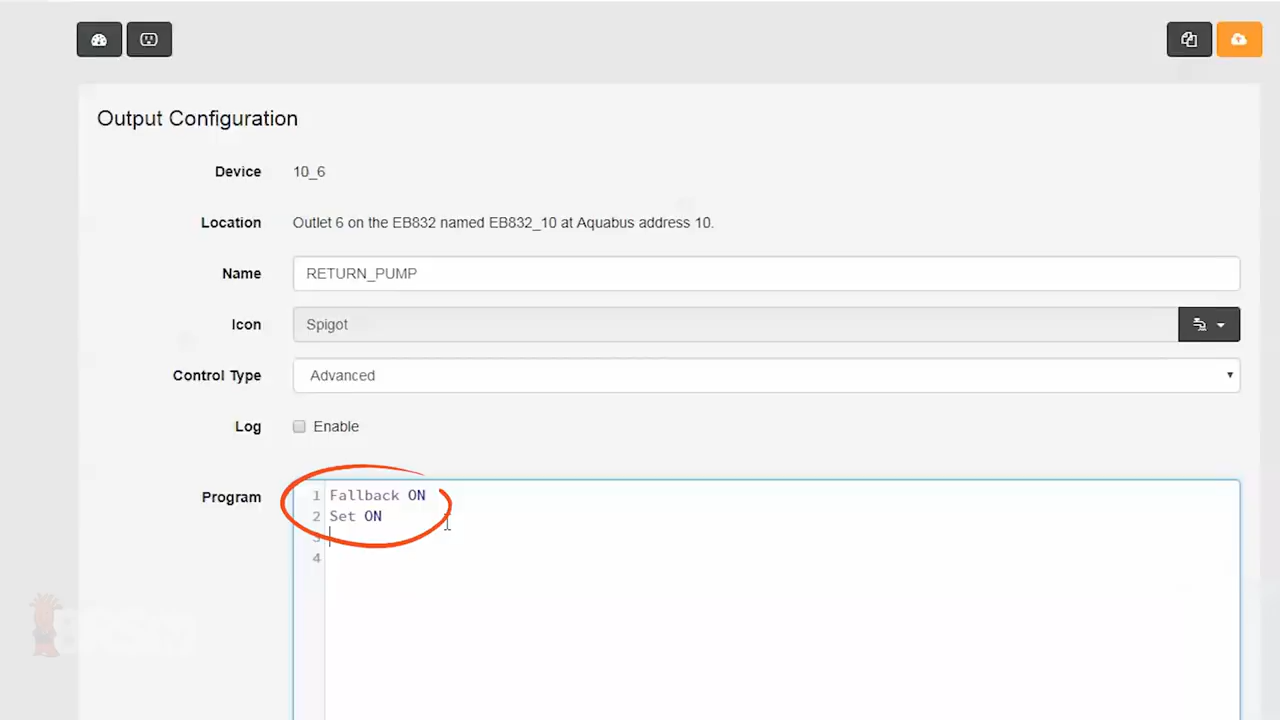 Output Configuration
Device 10_6
Location Outlet 6 on the EB832 named EB832_10 at Aquabus address 10.
Name RETURN_PUMP
Icon Spigot
Control Type Advanced
Log Enable
Program
1 Fallback ON
2 Set ON
3
4